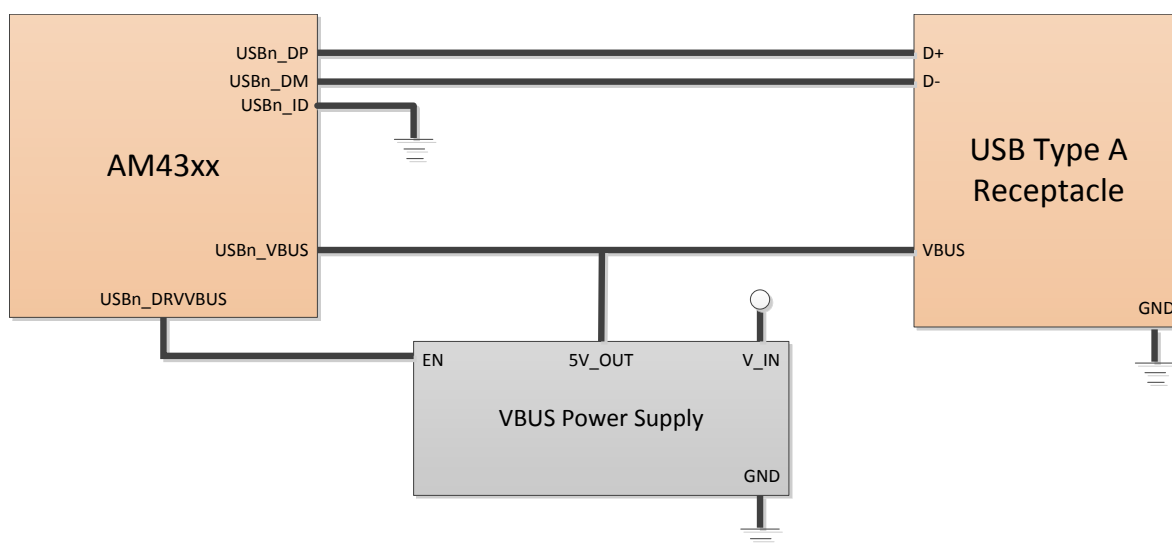 USBn_DP
USBn_DM
USBn_ID
AM43xx
USBn_VBUS
USBn_DRVVBUS
D+
D-
USB Type A
Receptacle
VBUS
GND
EN
5V_OUT
V_IN
VBUS Power Supply
GND